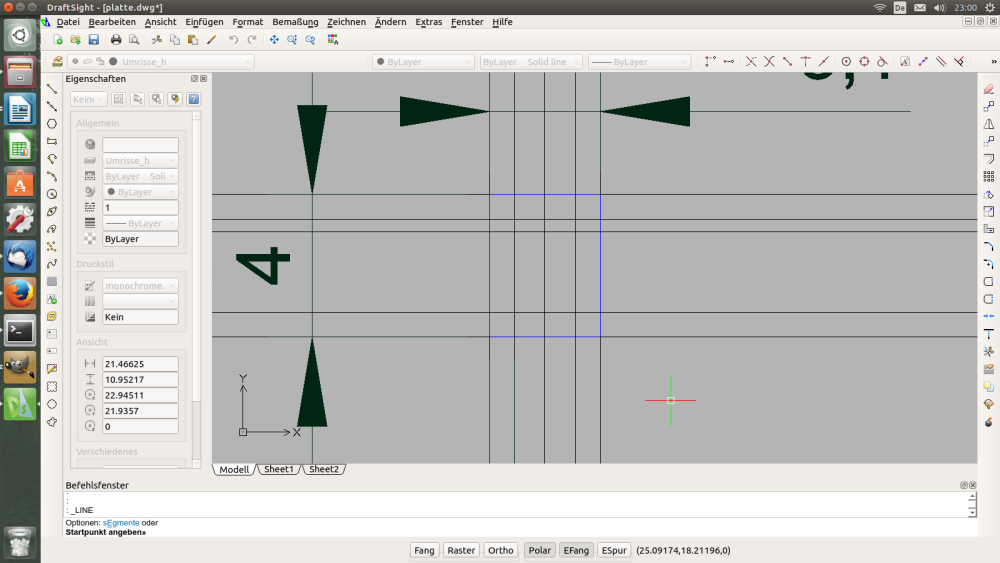 DraftSight - [platte.dwg*]
De
23:00
Datei Bearbeiten Ansicht Einfügen Format Bemaßung Zeichnen Ändern Extras Fenster Hilfe
Umrisse_h
ByLayer
ByLayer Solid line
ByLayer
Eigenschaften
Allgemein
Umrisse_h
ByLayer Soli
ByLayer
1
ByLayer
ByLayer
Druckstil
monochrome.
Kein
Ansicht
21.46625
10.95217
22.94511
21.9357
0
Verschiedenes
4
Y
X
Modell Sheet1 Sheet2
Befehlsfenster
:
:
: _LINE
Optionen: sEgmente oder
Startpunkt angeben»
Fang Raster Ortho Polar EFang ESpur (25.09174,18.21196,0)